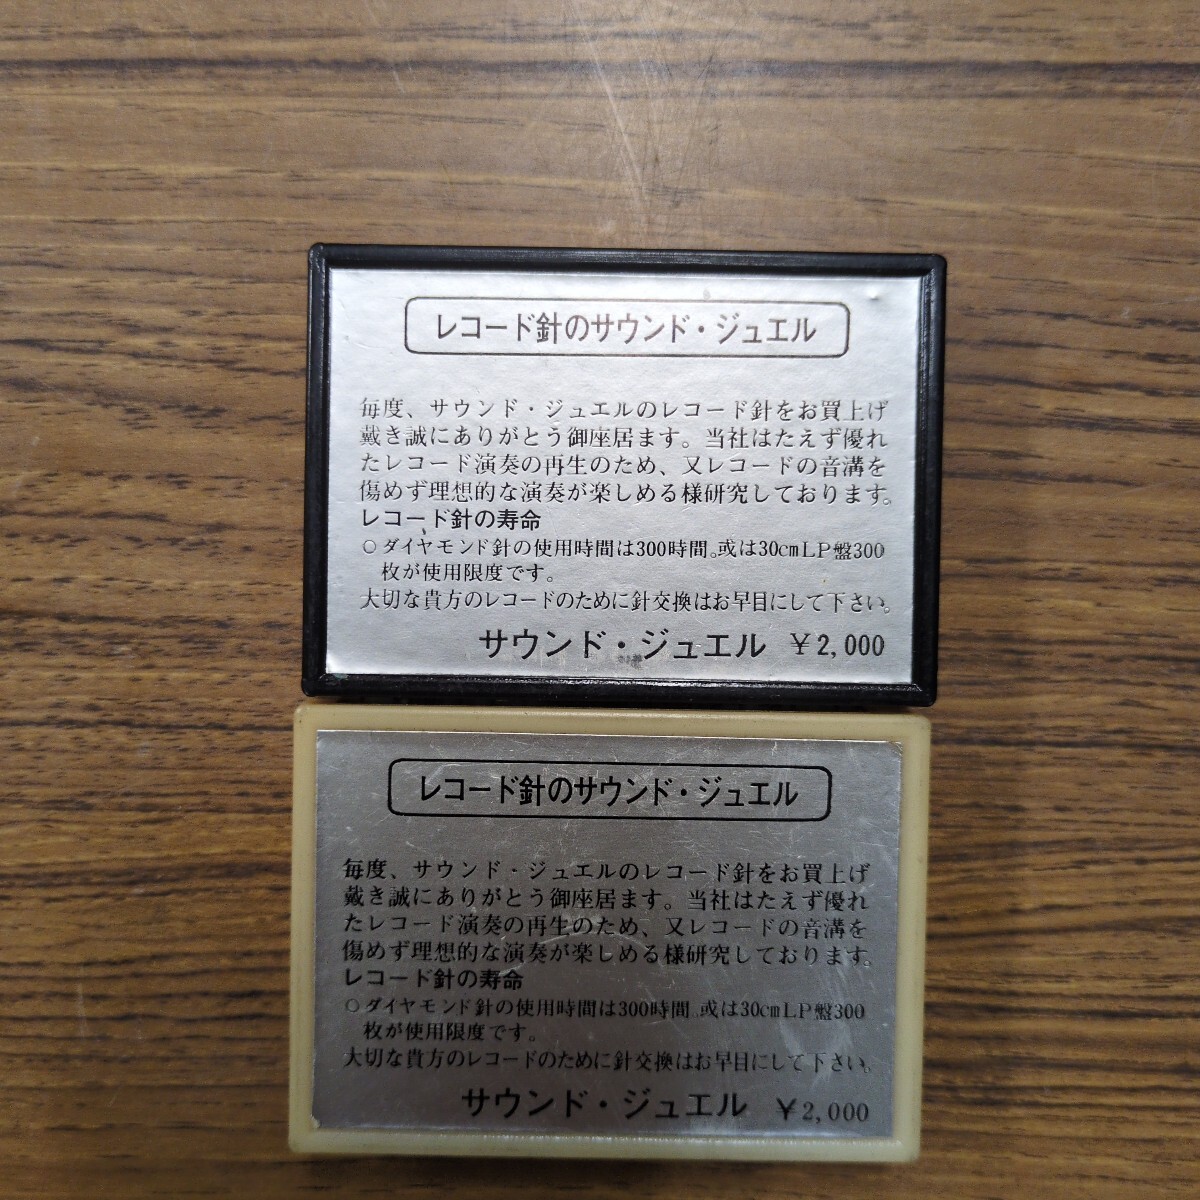 レコード針のサウンド・ジュエル
毎度、サウンド・ジュエルのレコード針をお買上げ
戴き誠にありがとう御座居ます。当社はたえず優れ
たレコード演奏の再生のため、又レコードの音溝を
傷めず理想的な演奏が楽しめる様研究しております。
レコード針の寿命
○ダイヤモンド針の使用時間は300時間。或は30cmLP盤300
枚が使用限度です。
大切な貴方のレコードのために針交換はお早目にして下さい。
サウンド・ジュエル ￥2,000
レコード針のサウンド・ジュエル
毎度、サウンド・ジュエルのレコード針をお買上げ
戴き誠にありがとう御座居ます。当社はたえず優れ
たレコード演奏の再生のため、又レコードの音溝を
傷めず理想的な演奏が楽しめる様研究しております。
レコード針の寿命
○ダイヤモンド針の使用時間は300時間。或は30cmLP盤300
枚が使用限度です。
大切な貴方のレコードのために針交換はお早目にして下さい。
サウンド・ジュエル ￥2,000